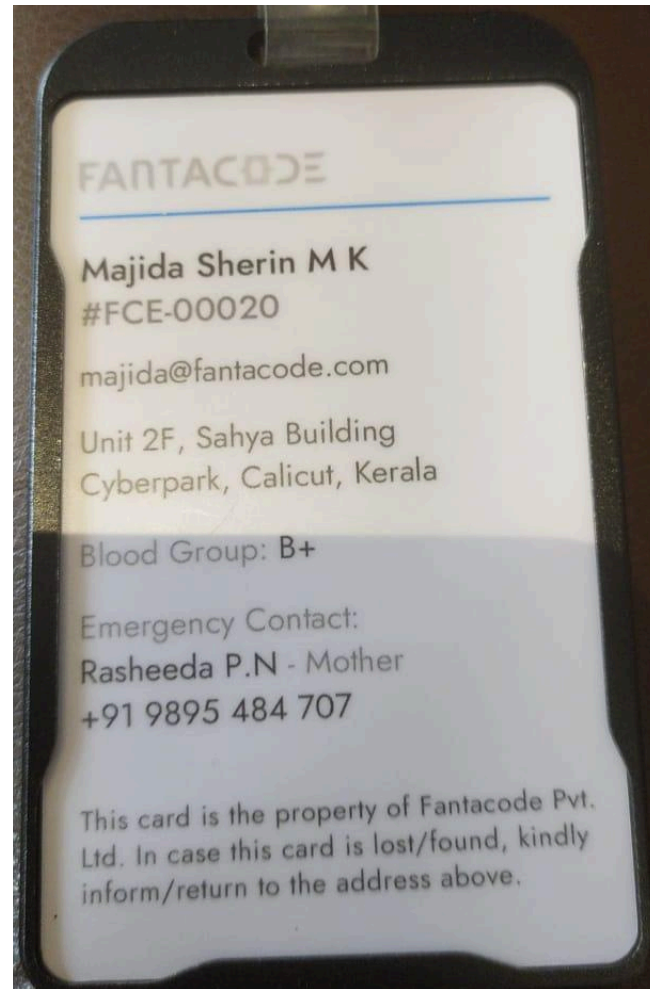 FANTACODE
Majida Sherin M K
#FCE-00020
majida@fantacode.com
Unit 2F, Sahya Building
Cyberpark, Calicut, Kerala
Blood Group: B+
Emergency Contact:
Rasheeda P.N - Mother
+91 9895 484 707
This card is the property of Fantacode Pvt.
Ltd. In case this card is lost/found, kindly
inform/return to the address above.